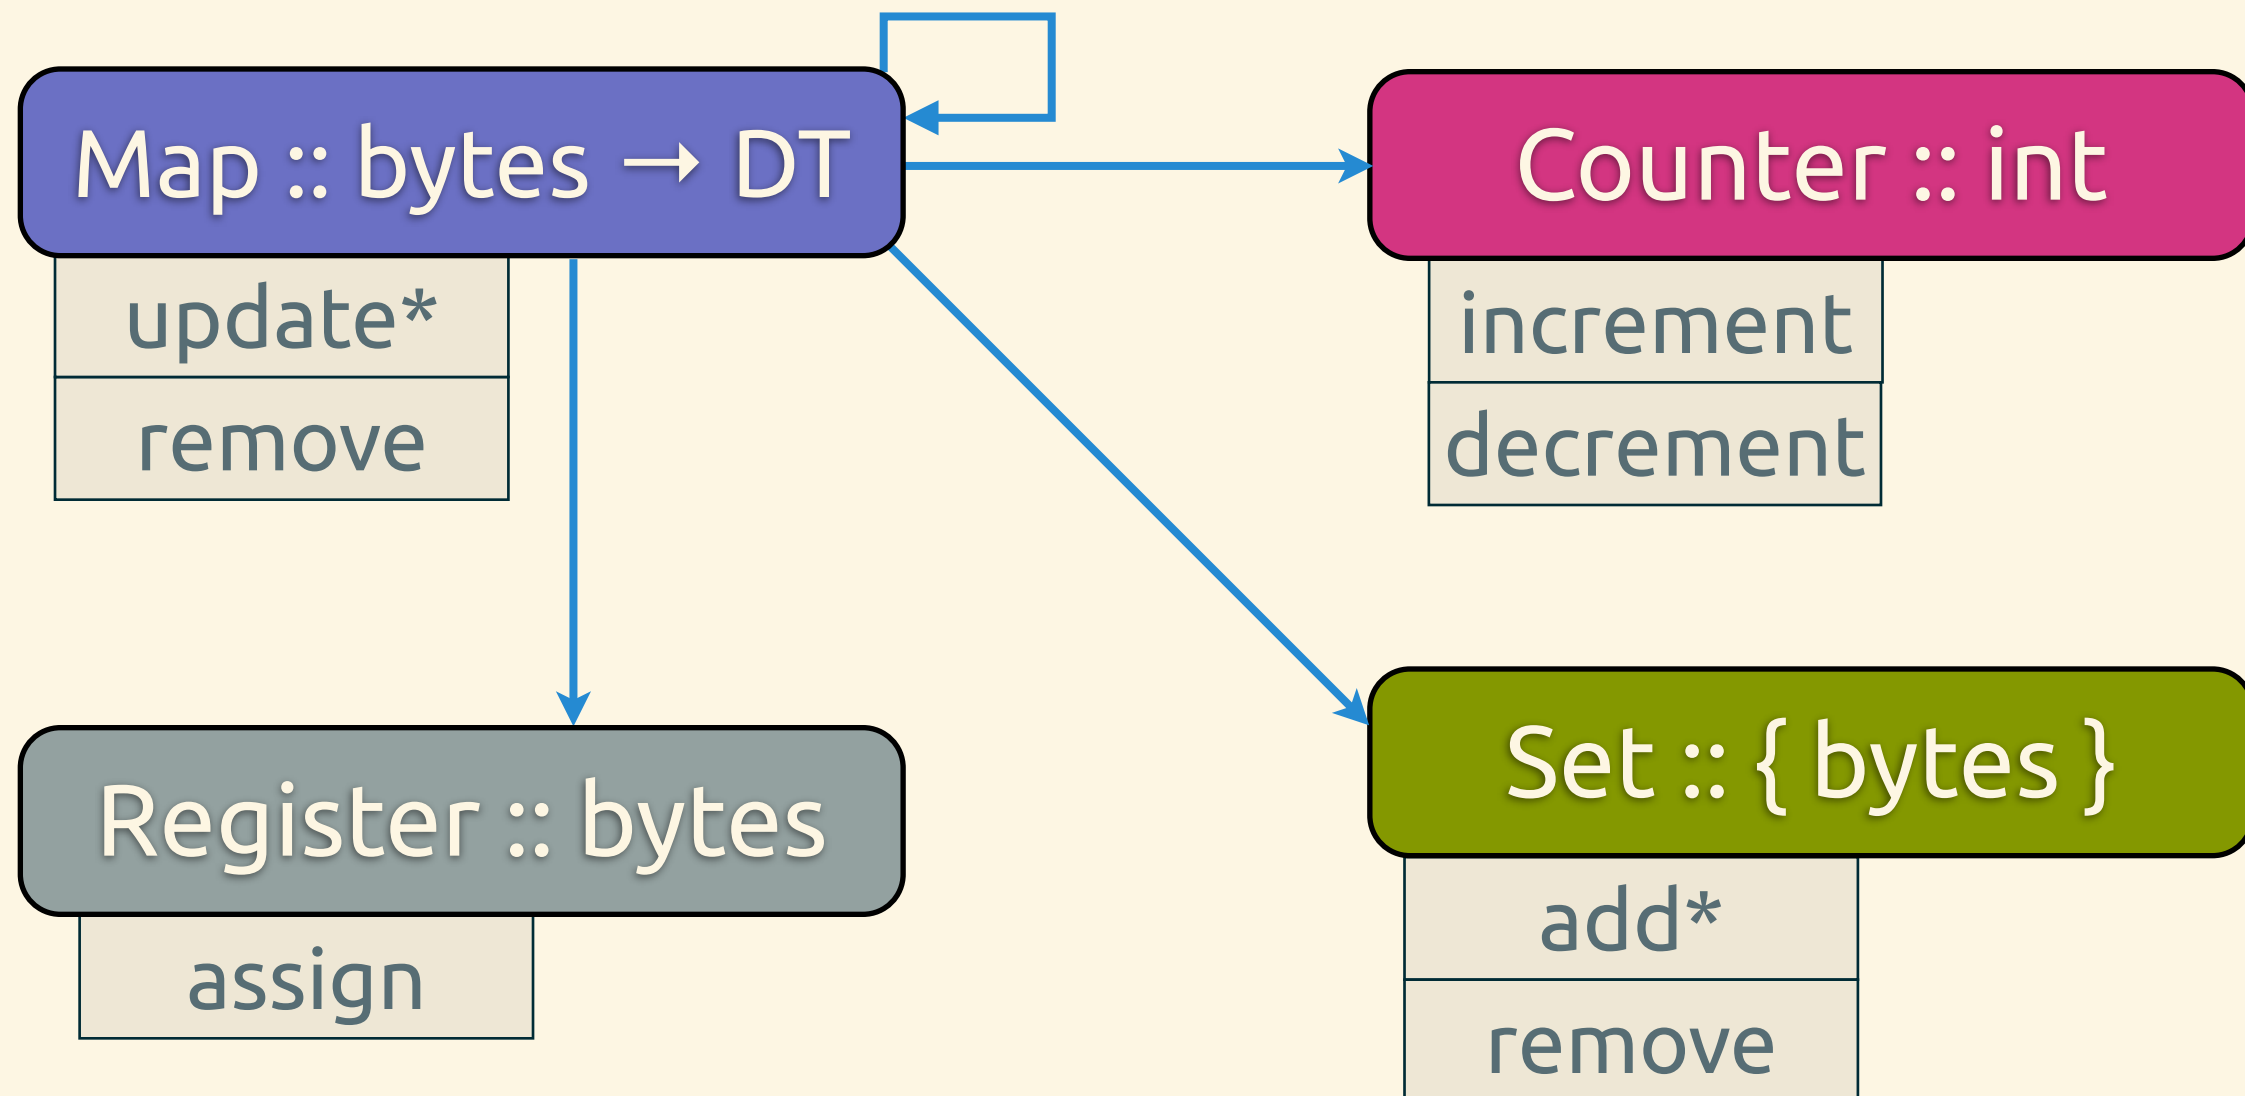 Map :: bytes → DT
update*
remove
Counter :: int
increment
decrement
Register :: bytes
assign
Set :: { bytes }
add*
remove